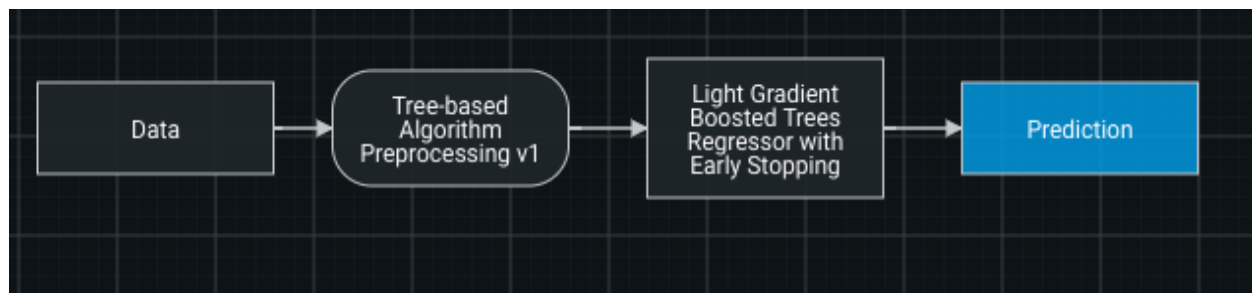 Data
Tree-based
Algorithm
Preprocessing v1
Light Gradient
Boosted Trees
Regressor with
Early Stopping
Prediction